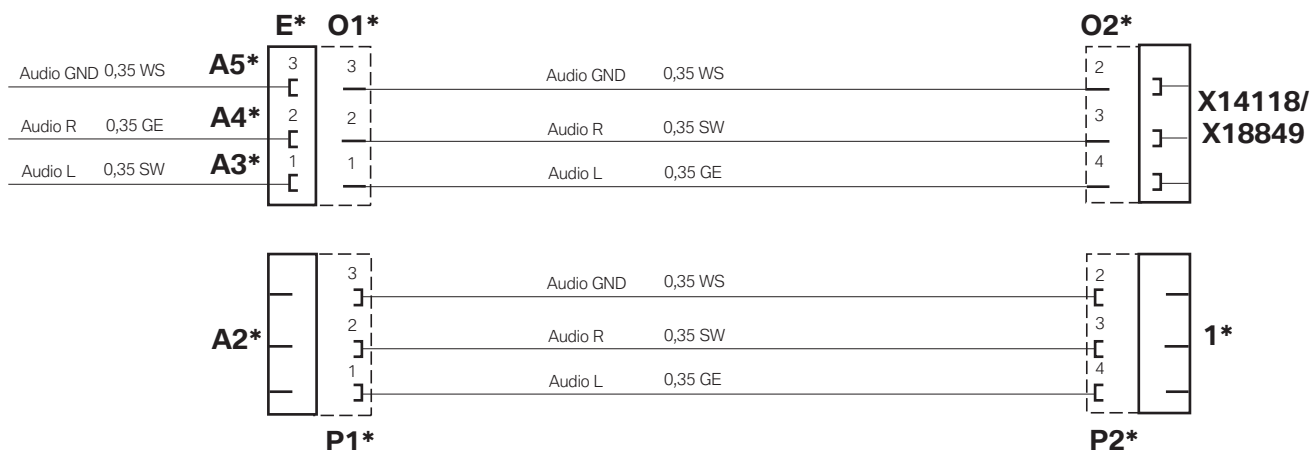 E* O1* O2*
Audio GND 0,35 WS A5* 3 3 Audio GND 0,35 WS 2
Audio R 0,35 GE A4* 2 2 Audio R 0,35 SW 3 X14118/
X18849
Audio L 0,35 SW A3* 1 1 Audio L 0,35 GE 4
3 Audio GND 0,35 WS 2
A2* 2 Audio R 0,35 SW 3 1*
1 Audio L 0,35 GE 4
P1* P2*